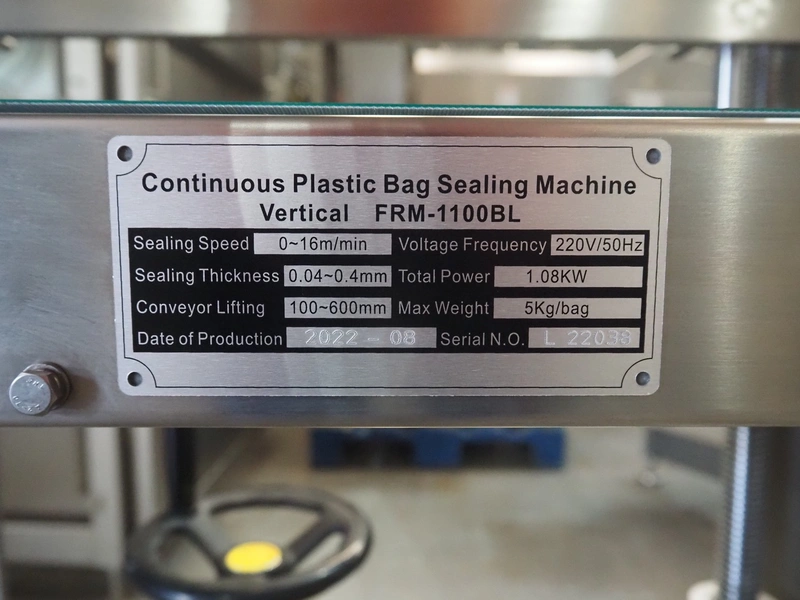 Continuous Plastic Bag Sealing Machine
Vertical FRM-1100BL
Sealing Speed 0~16m/min Voltage Frequency 220V/50Hz
Sealing Thickness 0.04~0.4mm Total Power 1.08KW
Conveyor Lifting 100~600mm Max Weight 5Kg/bag
Date of Production 2022 - 08 Serial N.O. L